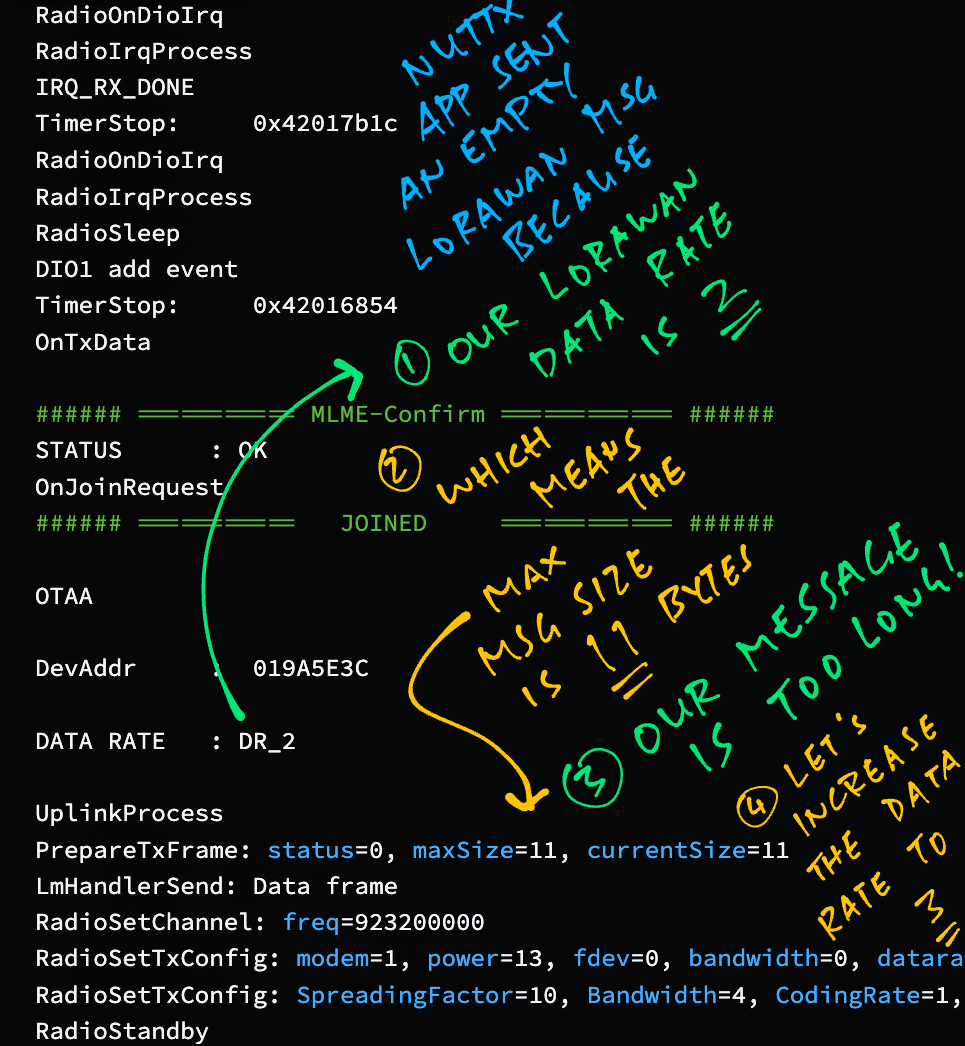 RadioOnDioIrq
RadioIrqProcess
IRQ_RX_DONE
TimerStop: 0x42017b1c
RadioOnDioIrq
RadioIrqProcess
RadioSleep
DIO1 add event
TimerStop: 0x42016854
OnTxData
NUTTX
APP SENT
AN EMPTY
LORAWAN MSG
BECAUSE
1 OUR LORAWAN
DATA RATE
IS 2
###### =========== MLME-Confirm ============ ######
STATUS : OK
OnJoinRequest
###### =========== JOINED ============ ######
2 WHICH
MEANS
THE
MAX
MSG SIZE
IS 11 BYTES
OTAA
DevAddr : 019A5E3C
DATA RATE : DR_2
3 OUR MESSAGE
IS TOO LONG!
4 LET'S
INCREASE
THE DATA
RATE TO
3
UplinkProcess
PrepareTxFrame: status=0, maxSize=11, currentSize=11
LmHandlerSend: Data frame
RadioSetChannel: freq=923200000
RadioSetTxConfig: modem=1, power=13, fdev=0, bandwidth=0, datara
RadioSetTxConfig: SpreadingFactor=10, Bandwidth=4, CodingRate=1,
RadioStandby